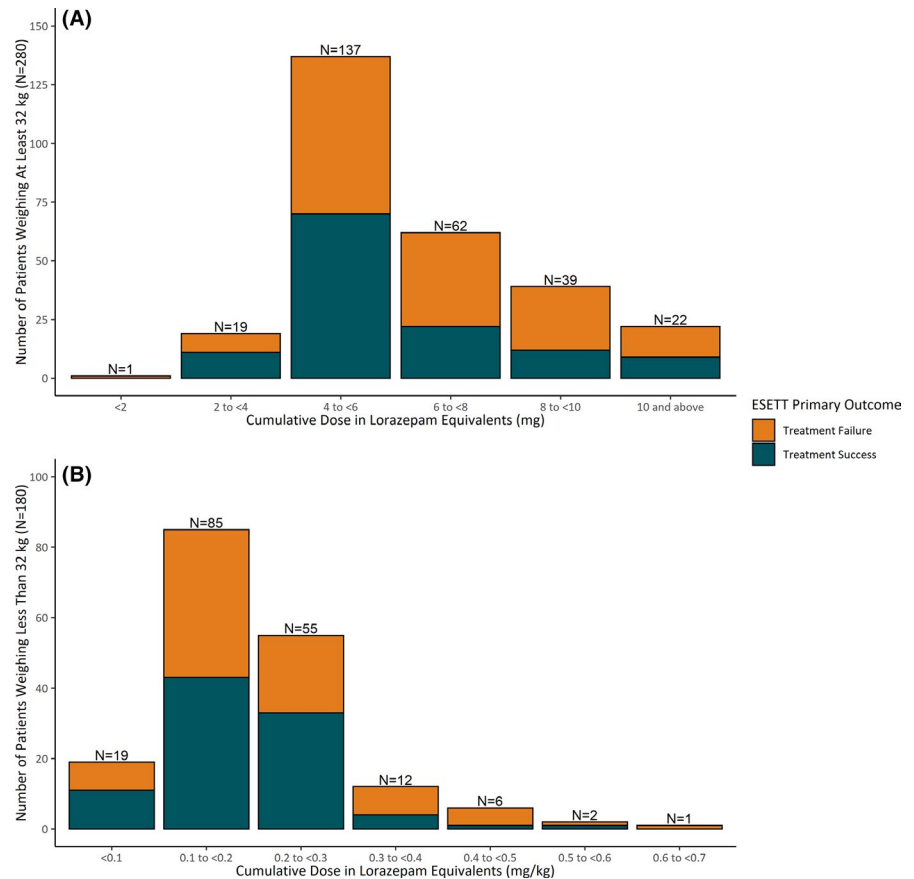 (A)
Number of Patients Weighing At Least 32 kg (N=280)
150
125
100
75
50
25
0
N=1
N=19
N=137
N=62
N=39
N=22
<2
2 to <4
4 to <6
6 to <8
8 to <10
10 and above
Cumulative Dose in Lorazepam Equivalents (mg)
ESETT Primary Outcome
Treatment Failure
Treatment Success
(B)
Number of Patients Weighing Less Than 32 kg (N=180)
100
80
60
40
20
0
N=19
N=85
N=55
N=12
N=6
N=2
N=1
<0.1
0.1 to <0.2
0.2 to <0.3
0.3 to <0.4
0.4 to <0.5
0.5 to <0.6
0.6 to <0.7
Cumulative Dose in Lorazepam Equivalents (mg/kg)